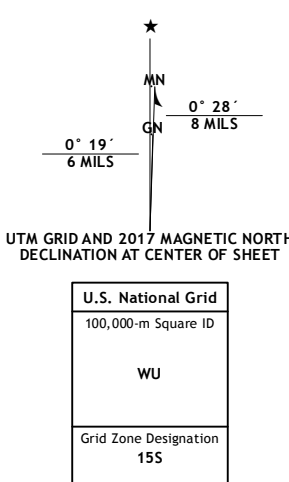 ★
MN
0° 28´
8 MILS
GN
0° 19´
6 MILS
UTM GRID AND 2017 MAGNETIC NORTH
DECLINATION AT CENTER OF SHEET
U.S. National Grid
100,000-m Square ID
WU
Grid Zone Designation
15S